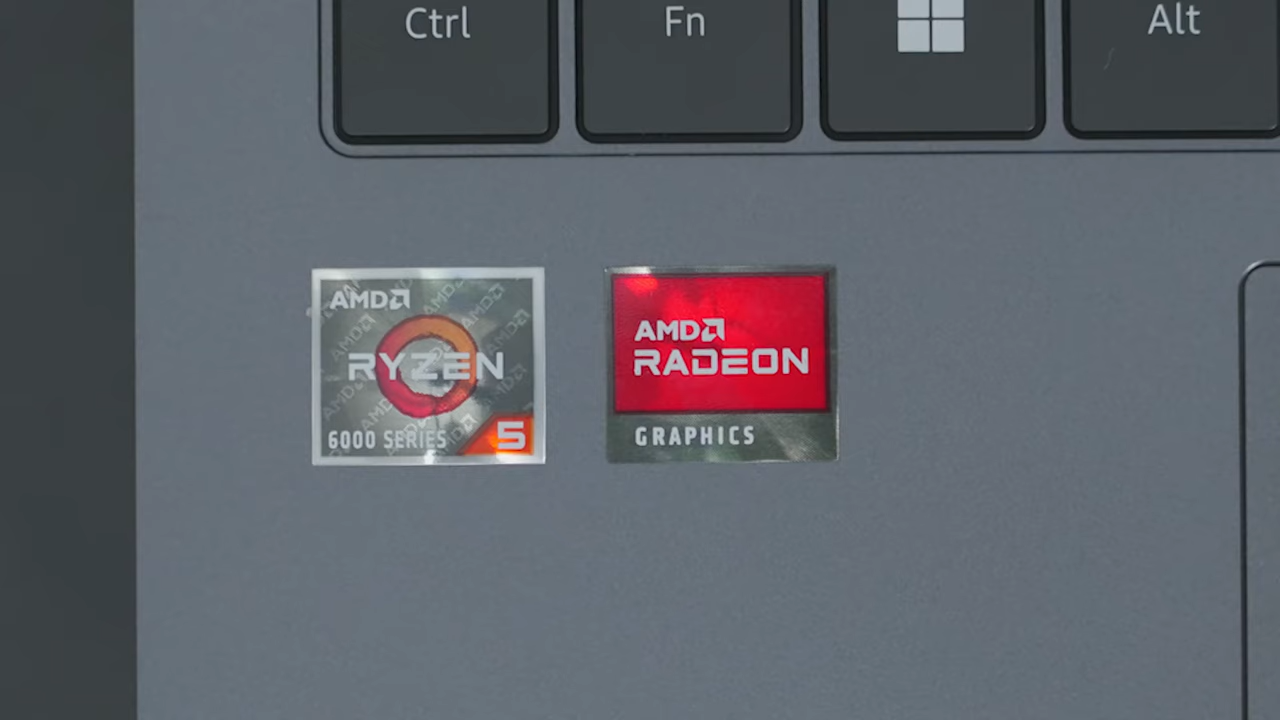 Ctrl Fn Alt
AMD
RYZEN
6000 SERIES 5
AMD
RADEON
GRAPHICS